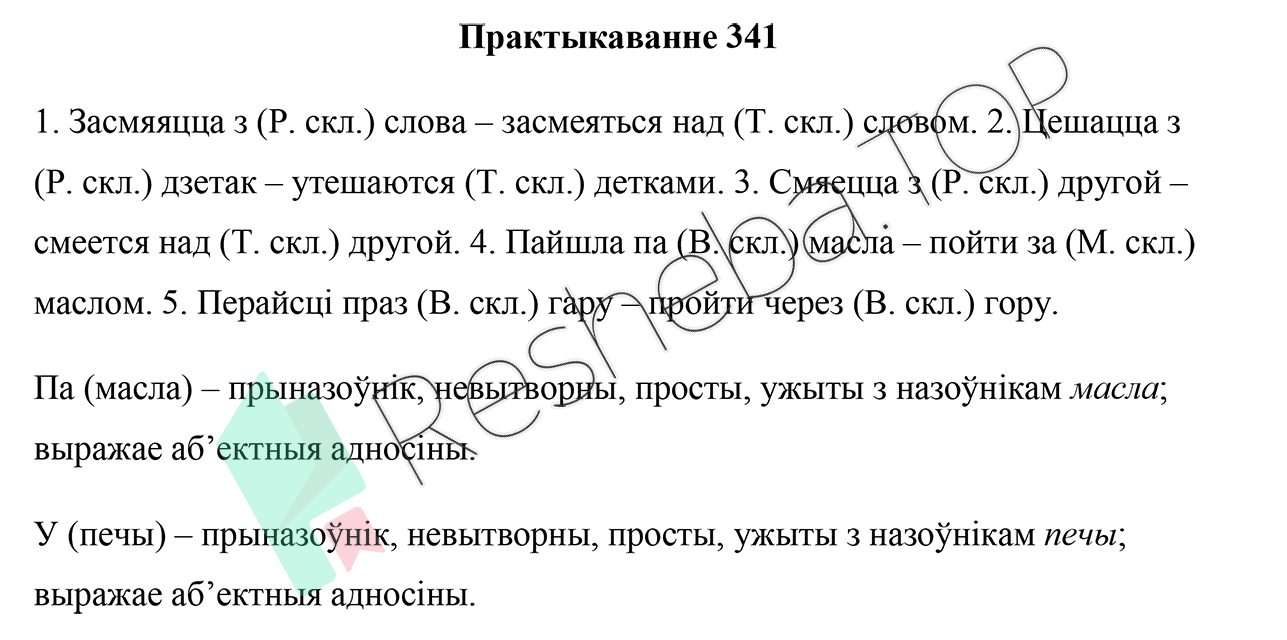 Практыкаванне 341
1. Засмяяцца з (Р. скл.) слова – засмеяться над (Т. скл.) словом. 2. Цешацца з
(Р. скл.) дзетак – утешаются (Т. скл.) детками. 3. Смяецца з (Р. скл.) другой –
смеется над (Т. скл.) другой. 4. Пайшла па (В. скл.) масла – пойти за (М. скл.)
маслом. 5. Перайсці праз (В. скл.) гару – пройти через (В. скл.) гору.
Па (масла) – прыназоўнік, невытворны, просты, ужыты з назоўнікам масла;
выражае аб’ектныя адносіны.
У (печы) – прыназоўнік, невытворны, просты, ужыты з назоўнікам печы;
выражае аб’ектныя адносіны.
Resheba.TOP